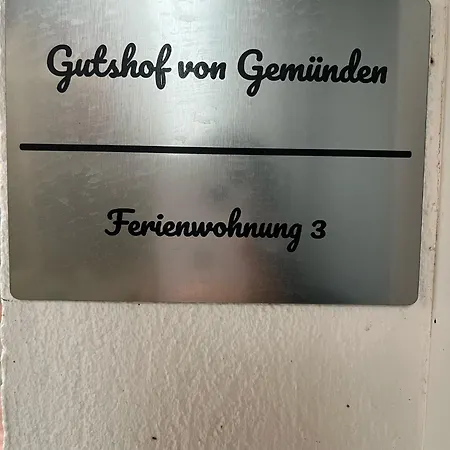 Gutshof von Gemünden
Ferienwohnung 3